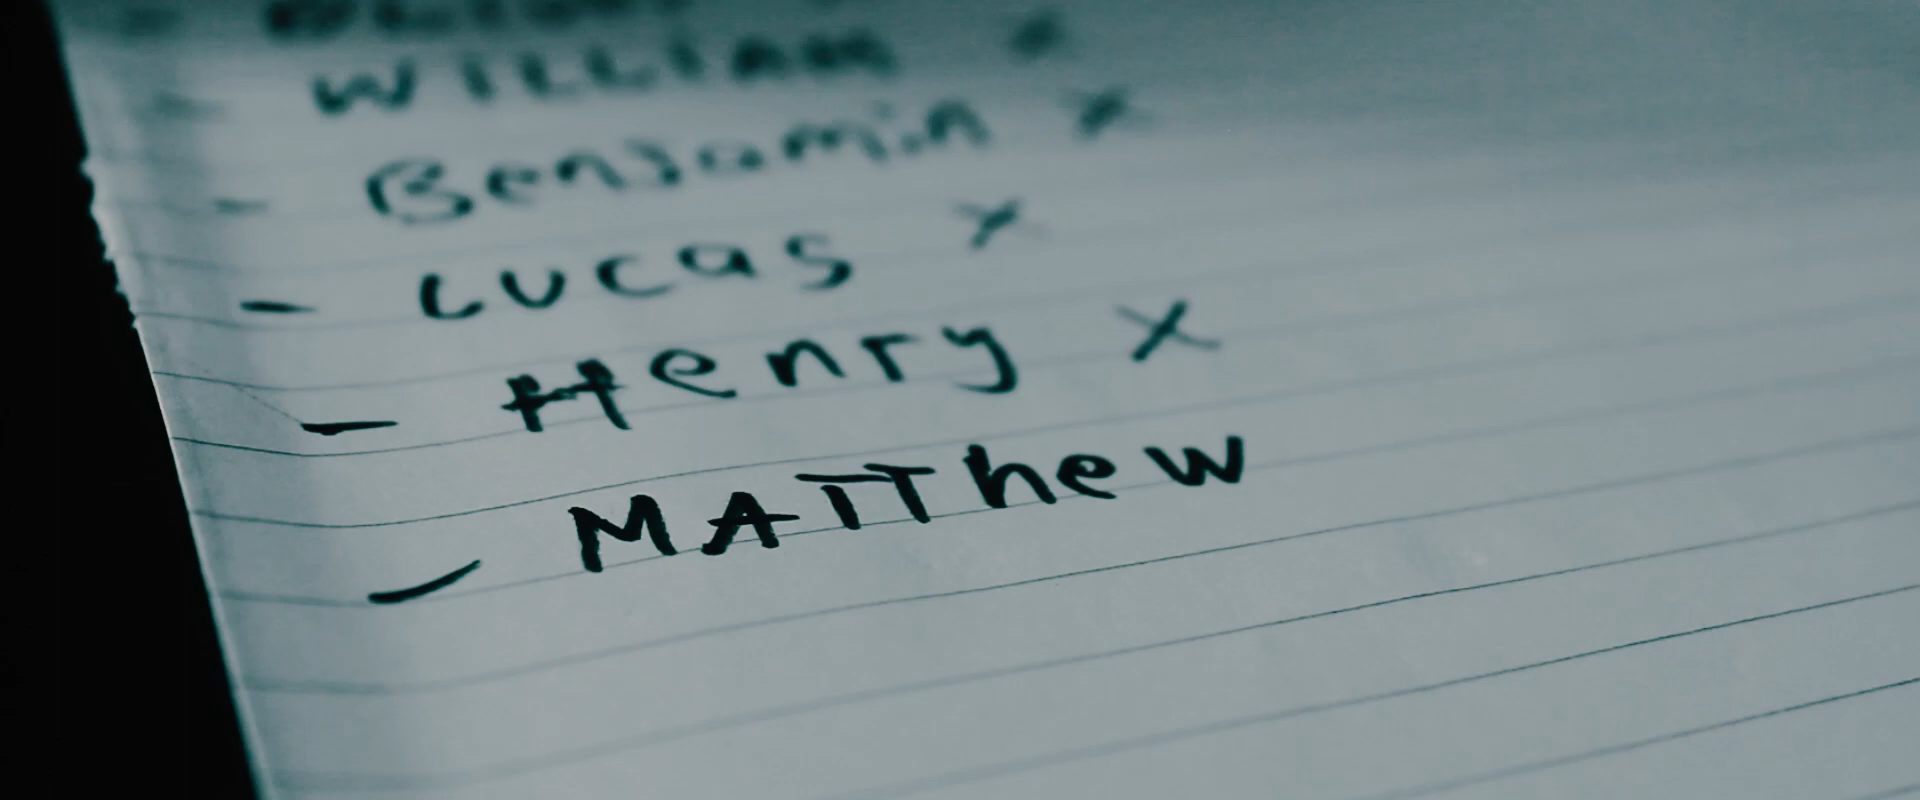 WILLIAM x
- Benjamin x
- Lucas x
- Henry x
- MATThew